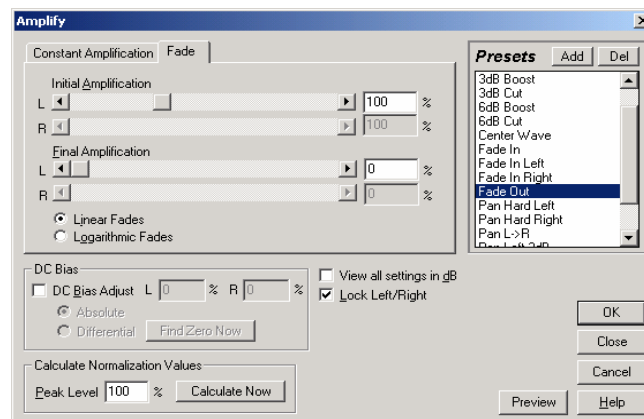 Amplify
Constant Amplification Fade
Initial Amplification
L 100 %
R 100 %
Final Amplification
L 0 %
R 0 %
Linear Fades
Logarithmic Fades
Presets Add Del
3dB Boost
3dB Cut
6dB Boost
6dB Cut
Center Wave
Fade In
Fade In Left
Fade In Right
Fade Out
Pan Hard Left
Pan Hard Right
Pan L->R
Pan Left 3dB
DC Bias
DC Bias Adjust L 0 % R 0 %
Absolute
Differential Find Zero Now
View all settings in dB
Lock Left/Right
Calculate Normalization Values
Peak Level 100 % Calculate Now
OK
Close
Cancel
Preview Help